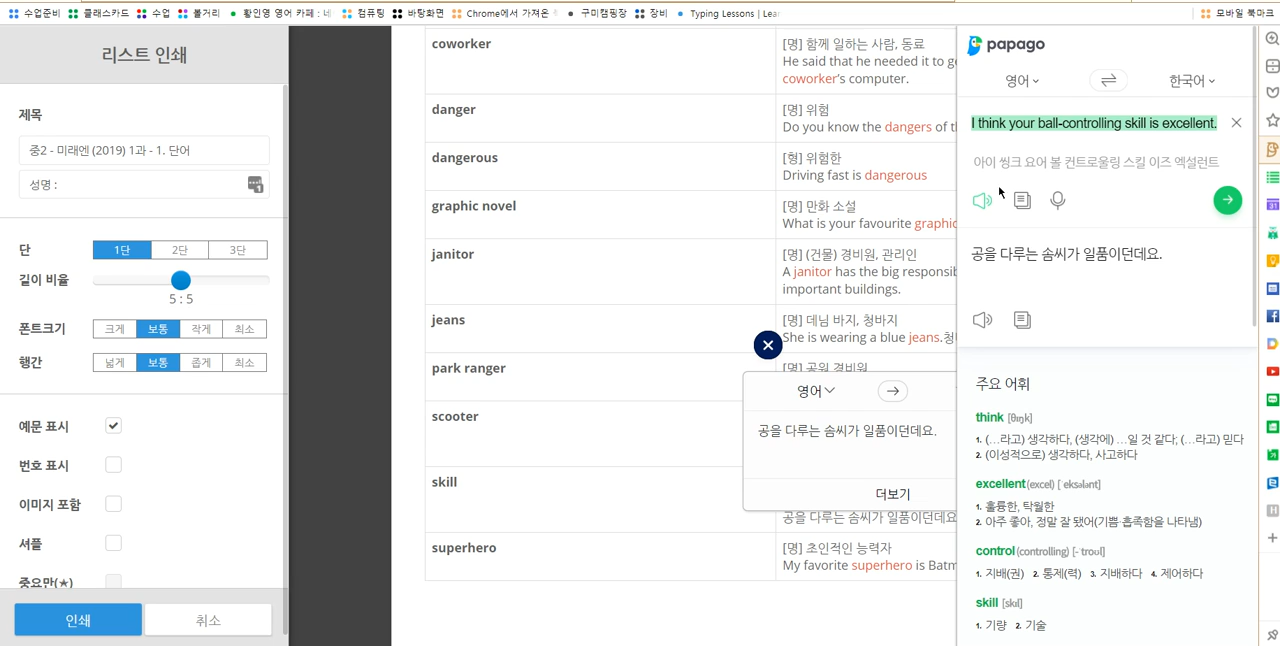 수업준비 클래스카드 수업 볼거리 황인영 영어 카페 : 네 컴퓨팅 바탕화면 Chrome에서 가져온 구미캠핑장 장비 Typing Lessons | Lear 모바일 북마크
리스트 인쇄
제목
중2 - 미래엔 (2019) 1과 - 1. 단어
성명 :
단 1단 2단 3단
길이 비율
5 : 5
폰트크기 크게 보통 작게 최소
행간 넓게 보통 좁게 최소
예문 표시
번호 표시
이미지 포함
셔플
중요만(★)
인쇄 취소
coworker
[명] 함께 일하는 사람, 동료
He said that he needed it to
coworker's computer.
danger
[명] 위험
Do you know the dangers of
dangerous
[형] 위험한
Driving fast is dangerous
graphic novel
[명] 만화 소설
What is your favourite graphic
janitor
[명] (건물) 경비원, 관리인
A janitor has the big
important buildings.
jeans
[명] 데님 바지, 청바지
She is wearing a blue jeans.청
park ranger
[명] 공원 경비원
scooter
skill
공을 다루는 솜씨가 일품이던데요
superhero
[명] 초인적인 능력자
My favorite superhero is
영어
공을 다루는 솜씨가 일품이던데요.
더보기
papago
영어 한국어
I think your ball-controlling skill is excellent.
아이 씽크 요어 볼 컨트로울링 스킬 이즈 엑설런트
공을 다루는 솜씨가 일품이던데요.
주요 어휘
think [θɪŋk]
1. (…라고) 생각하다, (생각에) …일 것 같다; (…라고) 믿다
2. (이성적으로) 생각하다, 사고하다
excellent (excel) [ˈeksələnt]
1. 훌륭한, 탁월한
2. 아주 좋아, 정말 잘 됐어(기쁨·흡족함을 나타냄)
control (controlling) [-troʊl]
1. 지배(권) 2. 통제(력) 3. 지배하다 4. 제어하다
skill [skɪl]
1. 기량 2. 기술